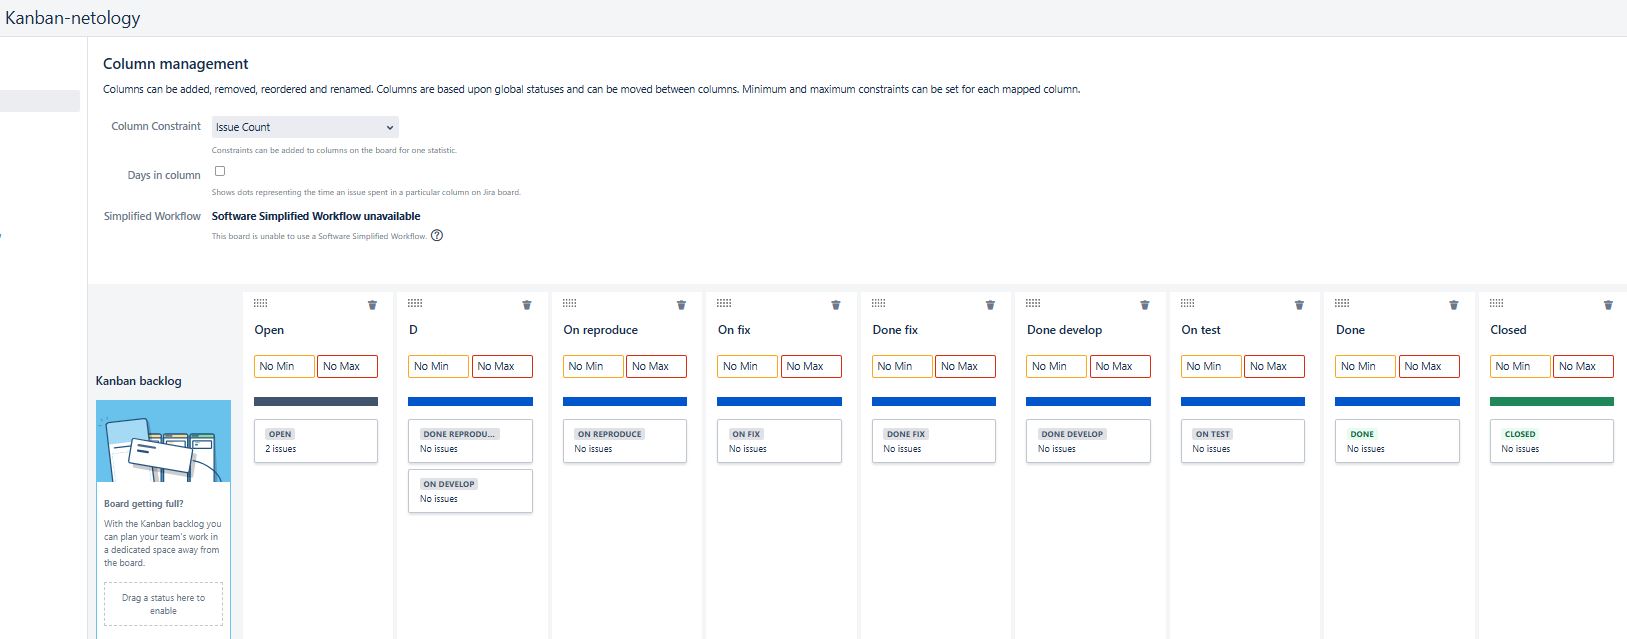 Kanban-netology
Column management
Columns can be added, removed, reordered and renamed. Columns are based upon global statuses and can be moved between columns. Minimum and maximum constraints can be set for each mapped column.
Column Constraint
Issue Count
Constraints can be added to columns on the board for one statistic.
Days in column
Shows dots representing the time an issue spent in a particular column on Jira board.
Simplified Workflow
Software Simplified Workflow unavailable
This board is unable to use a Software Simplified Workflow. ?
Kanban backlog
Board getting full?
With the Kanban backlog you
can plan your team's work in
a dedicated space away from
the board.
Drag a status here to
enable
Open
No Min No Max
OPEN
2 issues
D
No Min No Max
DONE REPRODU...
No issues
ON DEVELOP
No issues
On reproduce
No Min No Max
ON REPRODUCE
No issues
On fix
No Min No Max
ON FIX
No issues
Done fix
No Min No Max
DONE FIX
No issues
Done develop
No Min No Max
DONE DEVELOP
No issues
On test
No Min No Max
ON TEST
No issues
Done
No Min No Max
DONE
No issues
Closed
No Min No Max
CLOSED
No issues